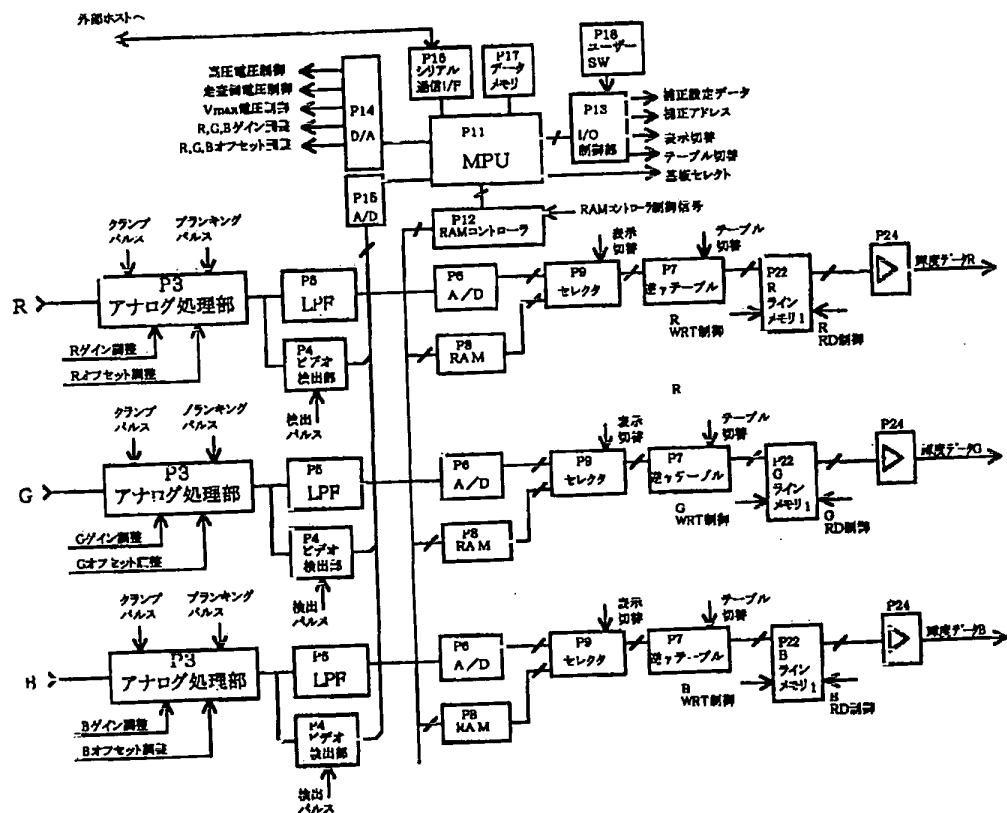 外部ホストへ
P16
シリアル
通信I/F
P17
データ
メモリ
P18
ユーザー
SW
高圧電圧制御
走査側電圧制御
Vmax電圧制御
R,G,Bゲイン調整
R,G,Bオフセット調整
P14
D/A
P11
MPU
P13
I/O
制御部
補正設定データ
補正アドレス
表示切替
テーブル切替
基板セレクト
P15
A/D
P12
RAMコントローラ
RAMコントローラ制御信号
クランプ
パルス
ブランキング
パルス
R
P3
アナログ処理部
Rゲイン調整
Rオフセット調整
LPF
P4
ビデオ
検出部
検出
パルス
P6
A/D
RAM
表示
切替
P9
セレクタ
テーブル
切替
P7
逆γテーブル
R
WRT制御
P22
R
ライン
メモリ1
R
RD制御
P24
輝度データR
R
クランプ
パルス
ノランキング
パルス
G
P3
アナログ処理部
Gゲイン調整
Gオフセット調整
LPF
P4
ビデオ
検出部
検出
パルス
P6
A/D
RAM
表示
切替
P9
セレクタ
テーブル
切替
P7
逆γテーブル
G
WRT制御
P22
G
ライン
メモリ1
G
RD制御
P24
輝度データG
クランプ
パルス
ブランキング
パルス
P3
アナログ処理部
Bゲイン調整
Bオフセット調整
LPF
P4
ビデオ
検出部
検出
パルス
P6
A/D
RAM
表示
切替
P9
セレクタ
テーブル
切替
P7
逆γテーブル
B
WRT制御
P22
B
ライン
メモリ1
B
RD制御
P24
輝度データB